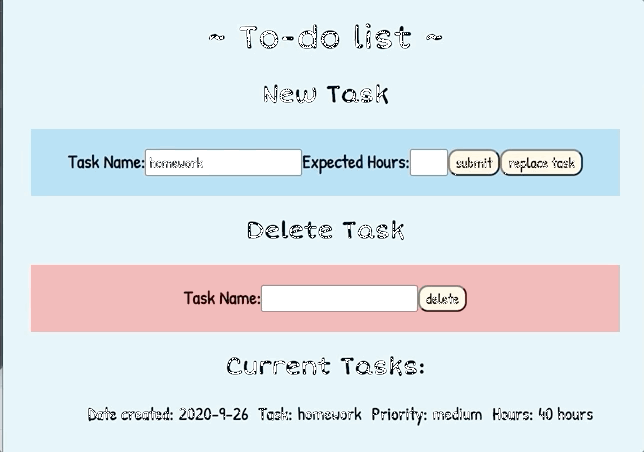 ~ To-do list ~
New Task
Task Name: homework Expected Hours: submit replace task
Delete Task
Task Name: delete
Current Tasks:
Date created: 2020-9-26 Task: homework Priority: medium Hours: 40 hours